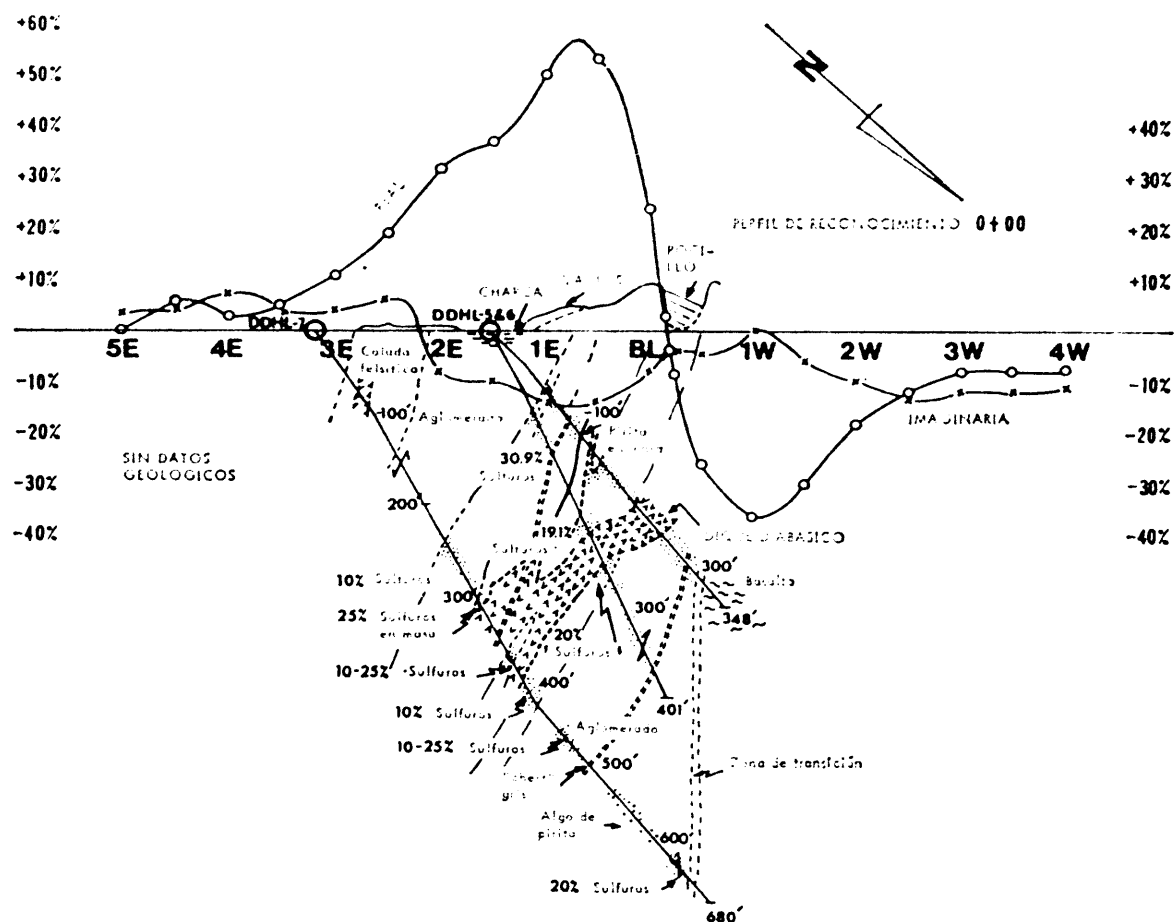 +60%
+50%
+40%
+30%
+20%
+10%
-10%
-20%
-30%
-40%
+40%
+30%
+20%
+10%
-10%
-20%
-30%
-40%
N
PERFIL DE RECONOCIMIENTO 0+00
REAL
CHARCA
DDHL-7
DDHL-5&6
5E
4E
3E
2E
1E
BL
1W
2W
3W
4W
IMAGINARIA
SIN DATOS
GEOLOGICOS
Colada
felsitica
100
Aglomerado
200
30.9%
Sulfuros
100
19.1%
Sulfuros
DIQUE DIABASICO
10% Sulfuros
300
25% Sulfuros
en masa
10-25% Sulfuros
400'
10% Sulfuros
10-25% Sulfuros
Aglomerado
500'
gris
Algo de
pirita
600'
20% Sulfuros
680'
20%
Sulfuros
300'
401'
300'
Basalto
348'
Zona de transición